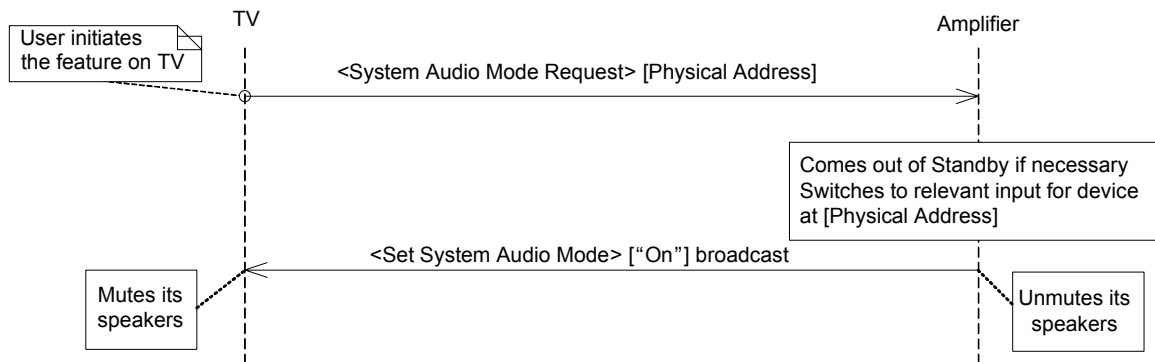 TV
Amplifier
User initiates
the feature on TV
<System Audio Mode Request> [Physical Address]
Comes out of Standby if necessary
Switches to relevant input for device
at [Physical Address]
<Set System Audio Mode> [“On”] broadcast
Mutes its
speakers
Unmutes its
speakers